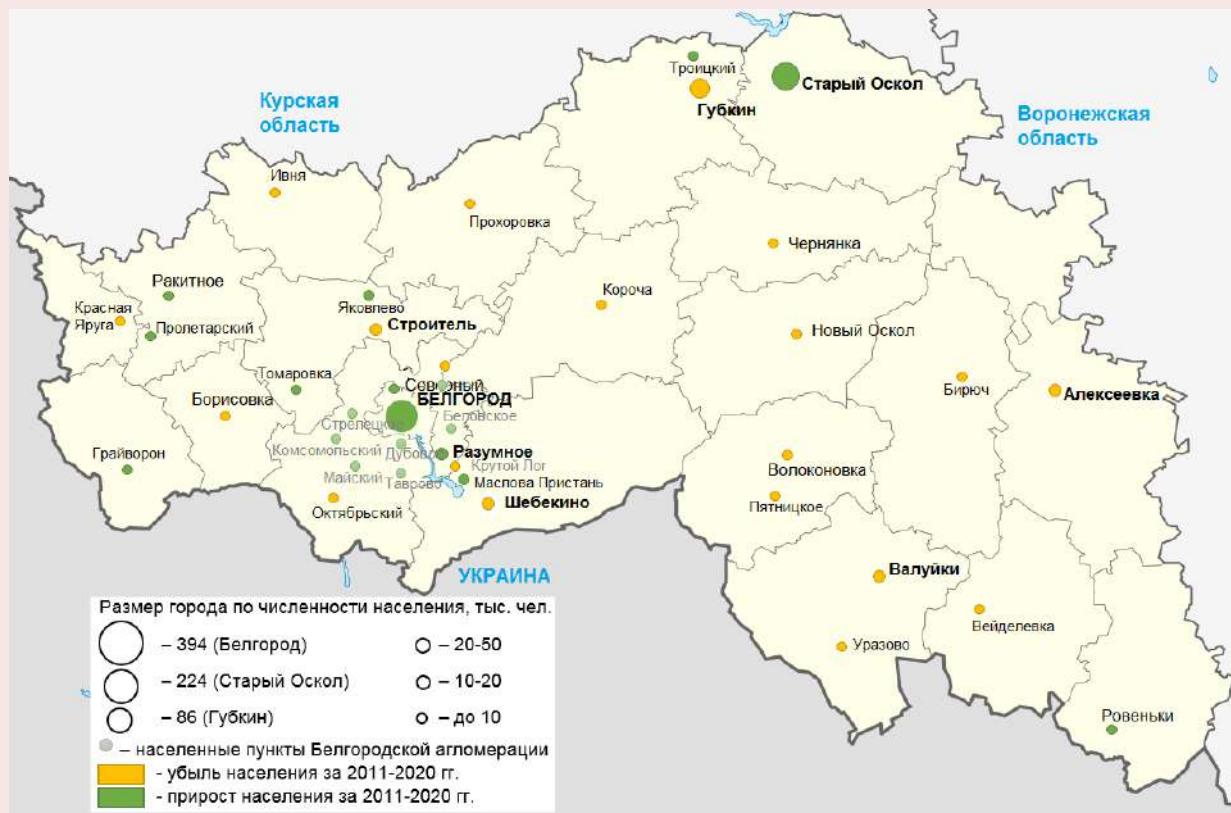 Троицкий
Старый Оскол
Губкин
Курская
область
Воронежская
область
Ивня
Прохоровка
Чернянка
Ракитное
Короча
Красная
Яруга
Яковлево
Пролетарский
Строитель
Новый Оскол
Томаровка
Северный
БЕЛГОРОД
Бирюч
Алексеевка
Борисовка
Стрелецкое
Беловское
Грайворон
Комсомольский
Дубовое
Разумное
Крутой Лог
Волоконовка
Майский
Таврово
Маслова Пристань
Октябрьский
Шебекино
Пятницкое
УКРАИНА
Валуйки
Вейделевка
Уразово
Ровеньки
Размер города по численности населения, тыс. чел.
– 394 (Белгород)
– 20-50
– 224 (Старый Оскол)
– 10-20
– 86 (Губкин)
– до 10
– населенные пункты Белгородской агломерации
- убыль населения за 2011-2020 гг.
- прирост населения за 2011-2020 гг.